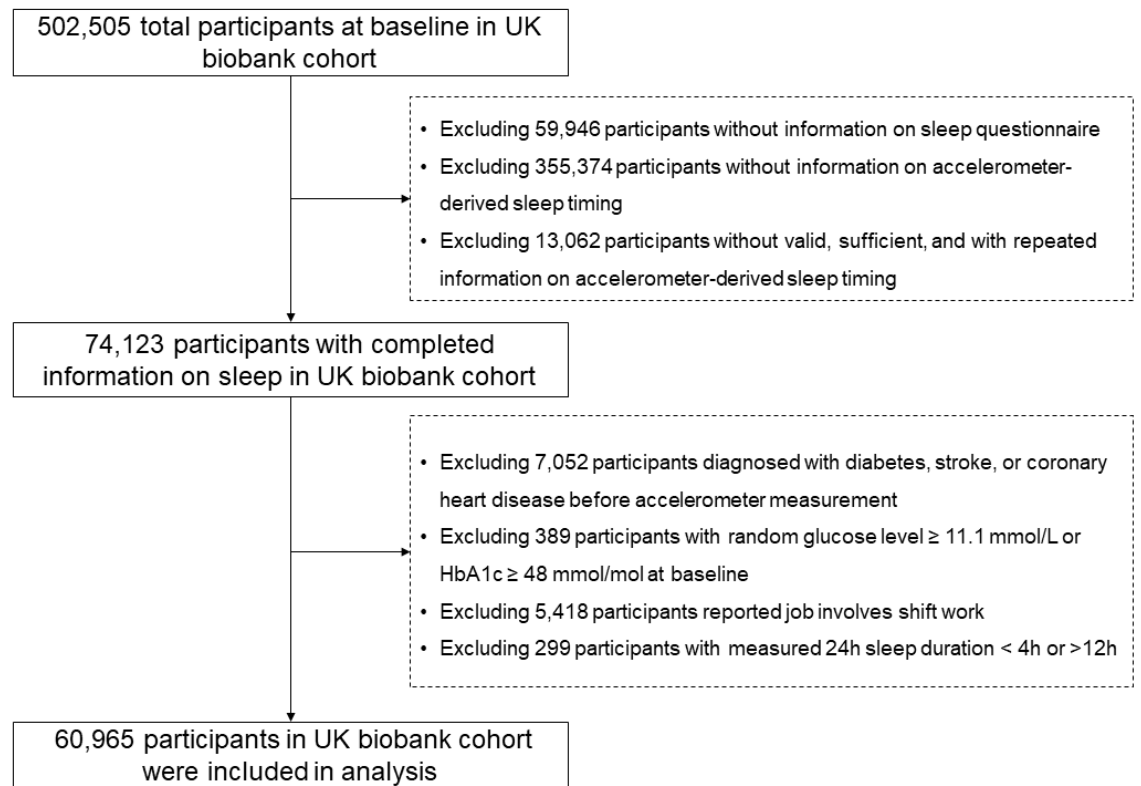 502,505 total participants at baseline in UK
biobank cohort
• Excluding 59,946 participants without information on sleep questionnaire
• Excluding 355,374 participants without information on accelerometer-
derived sleep timing
• Excluding 13,062 participants without valid, sufficient, and with repeated
information on accelerometer-derived sleep timing
74,123 participants with completed
information on sleep in UK biobank cohort
• Excluding 7,052 participants diagnosed with diabetes, stroke, or coronary
heart disease before accelerometer measurement
• Excluding 389 participants with random glucose level ≥ 11.1 mmol/L or
HbA1c ≥ 48 mmol/mol at baseline
• Excluding 5,418 participants reported job involves shift work
• Excluding 299 participants with measured 24h sleep duration < 4h or >12h
60,965 participants in UK biobank cohort
were included in analysis